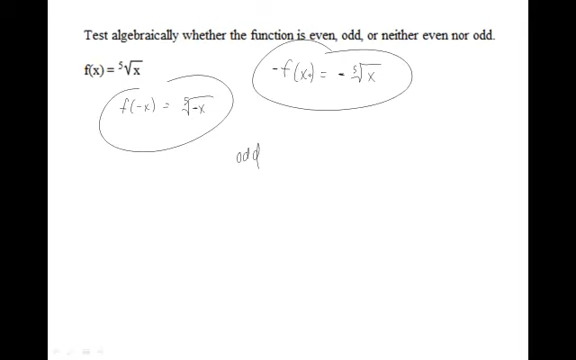 Test algebraically whether the function is even, odd, or neither even nor odd.
f(x) = ⁵√x
-f(x) = - ⁵√x
f(-x) = ⁵√-x
odd